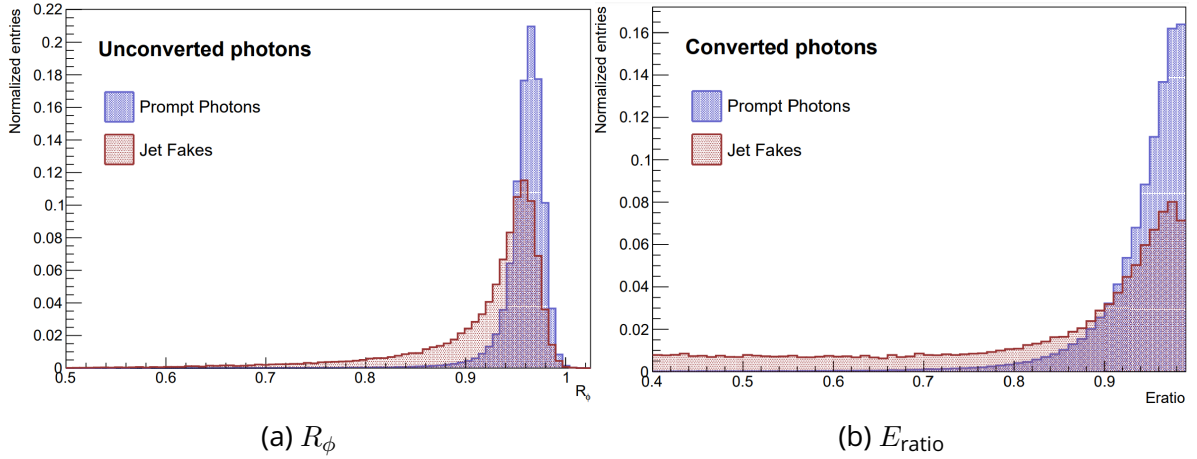 Normalized entries
0.22
0.2
0.18
0.16
0.14
0.12
0.1
0.08
0.06
0.04
0.02
0
Unconverted photons
Prompt Photons
Jet Fakes
0.5 0.6 0.7 0.8 0.9 1
Rϕ
(a) Rϕ
Normalized entries
0.16
0.14
0.12
0.1
0.08
0.06
0.04
0.02
0
Converted photons
Prompt Photons
Jet Fakes
0.4 0.5 0.6 0.7 0.8 0.9
Eratio
(b) Eratio